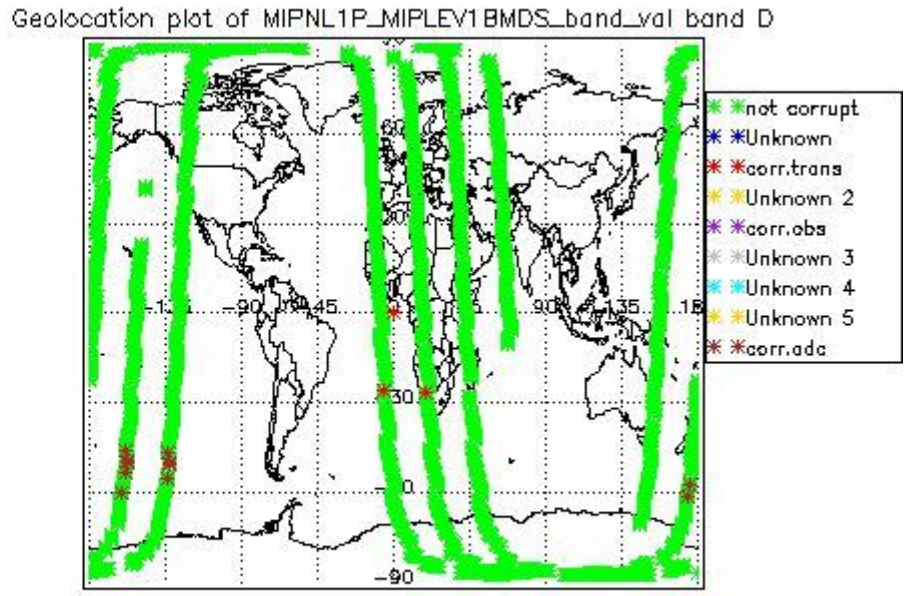 Geolocation plot of MIPNL1P_MIPLEV1BMDS_band_val band D
not corrupt
Unknown
corr.trans
Unknown 2
corr.obs
Unknown 3
Unknown 4
Unknown 5
corr.adc
60
30
-90
-45
90
135
30
-90